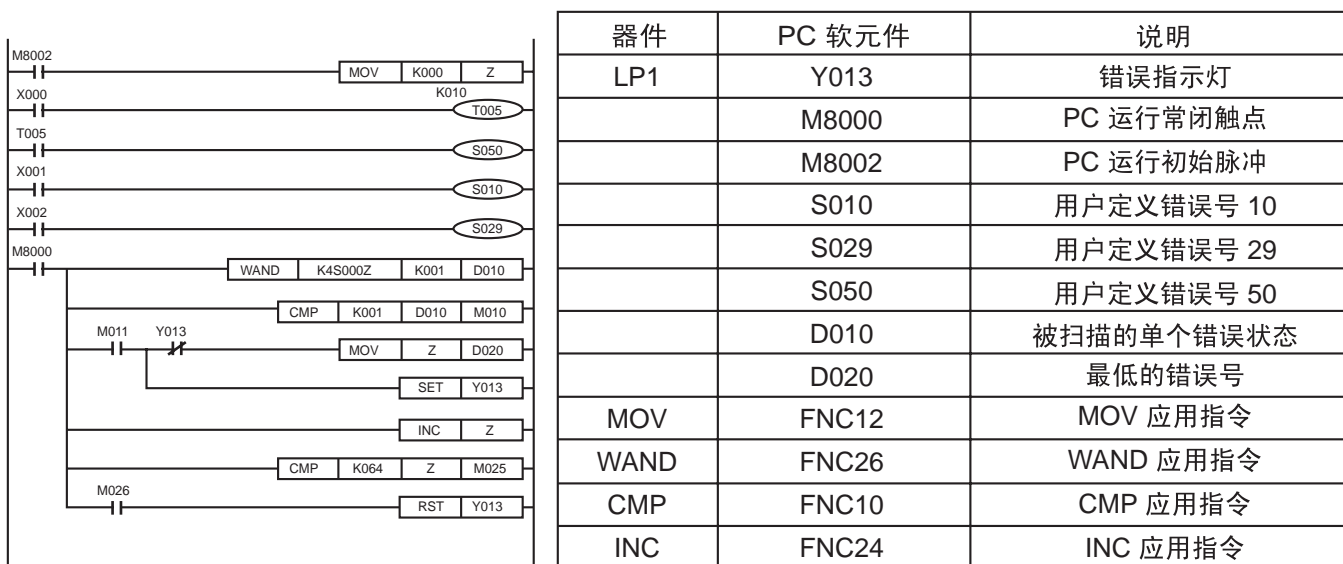 M8002
MOV K000 Z
X000
K010
T005
T005
S050
X001
S010
X002
S029
M8000
WAND K4S000Z K001 D010
CMP K001 D010 M010
M011 Y013
MOV Z D020
SET Y013
INC Z
CMP K064 Z M025
M026
RST Y013
器件 PC 软元件 说明
LP1 Y013 错误指示灯
M8000 PC 运行常闭触点
M8002 PC 运行初始脉冲
S010 用户定义错误号 10
S029 用户定义错误号 29
S050 用户定义错误号 50
D010 被扫描的单个错误状态
D020 最低的错误号
MOV FNC12 MOV 应用指令
WAND FNC26 WAND 应用指令
CMP FNC10 CMP 应用指令
INC FNC24 INC 应用指令